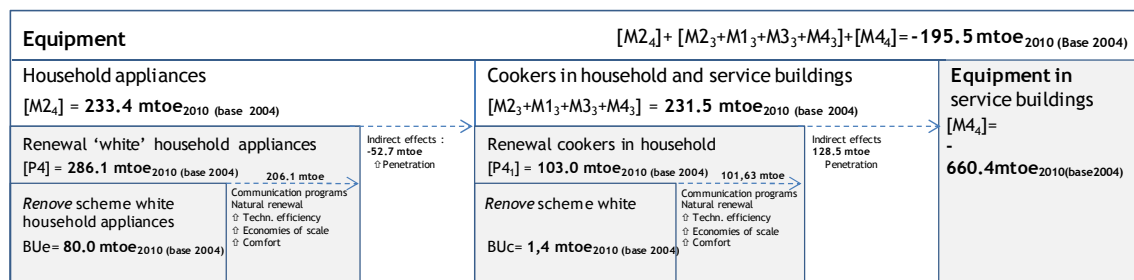 Equipment
[M2₄]+ [M2₃+M1₃+M3₃+M4₃]+[M4₄]=-195.5 mtoe2010 (Base 2004)
Household appliances
[M2₄] = 233.4 mtoe2010 (base 2004)
Renewal ‘white’ household appliances
[P4] = 286.1 mtoe2010 (base 2004)
206.1 mtoe
Renove scheme white
household appliances
BUe= 80.0 mtoe2010 (base 2004)
Communication programs
Natural renewal
⇧ Techn. efficiency
⇧ Economies of scale
⇧ Comfort
Indirect effects :
-52.7 mtoe
⇧ Penetration
Cookers in household and service buildings
[M2₃+M1₃+M3₃+M4₃] = 231.5 mtoe2010 (base 2004)
Renewal cookers in household
[P4₁] = 103.0 mtoe2010 (base 2004)
101,63 mtoe
Renove scheme white
BUc= 1,4 mtoe2010 (base 2004)
Communication programs
Natural renewal
⇧ Techn. efficiency
⇧ Economies of scale
⇧ Comfort
Indirect effects
128.5 mtoe
Penetration
Equipment in
service buildings
[M4₄]=
-
660.4mtoe2010(base2004)